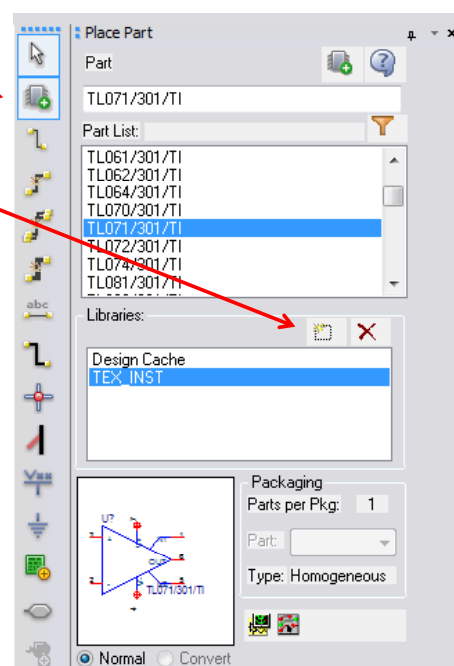 Place Part
Part
TL071/301/TI
Part List:
TL061/301/TI
TL062/301/TI
TL064/301/TI
TL070/301/TI
TL071/301/TI
TL072/301/TI
TL074/301/TI
TL081/301/TI
abc
Libraries:
Design Cache
TEX_INST
Packaging
Parts per Pkg: 1
Part:
Type: Homogeneous
U?
OUT
TL071/301/TI
Normal Convert